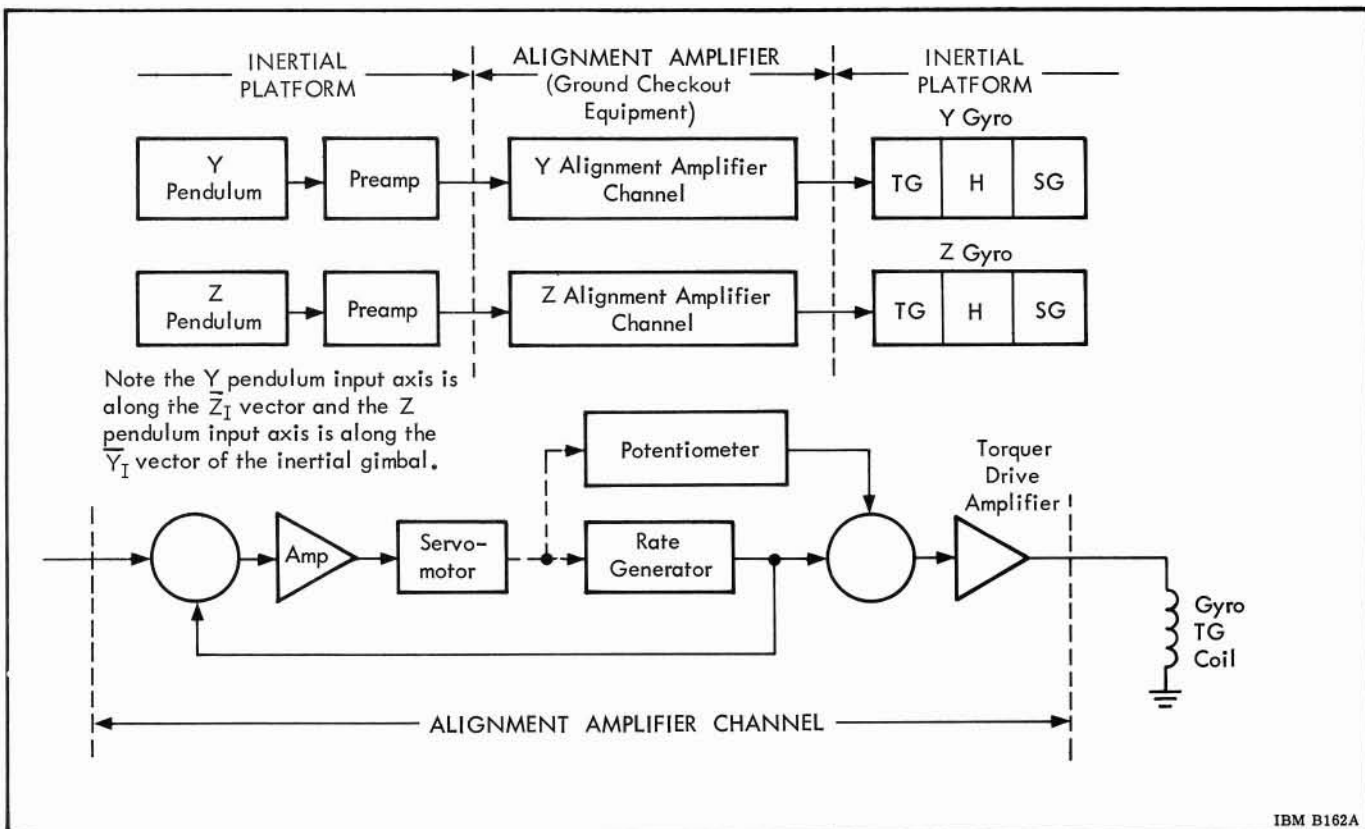 INERTIAL
PLATFORM
ALIGNMENT AMPLIFIER
(Ground Checkout
Equipment)
INERTIAL
PLATFORM
Y Gyro
Y
Pendulum
Preamp
Y Alignment Amplifier
Channel
TG
H
SG
Z Gyro
Z
Pendulum
Preamp
Z Alignment Amplifier
Channel
TG
H
SG
Note the Y pendulum input axis is
along the Z̅I vector and the Z
pendulum input axis is along the
Y̅I vector of the inertial gimbal.
Potentiometer
Torquer
Drive
Amplifier
Amp
Servo-
motor
Rate
Generator
Gyro
TG
Coil
ALIGNMENT AMPLIFIER CHANNEL
IBM B162A